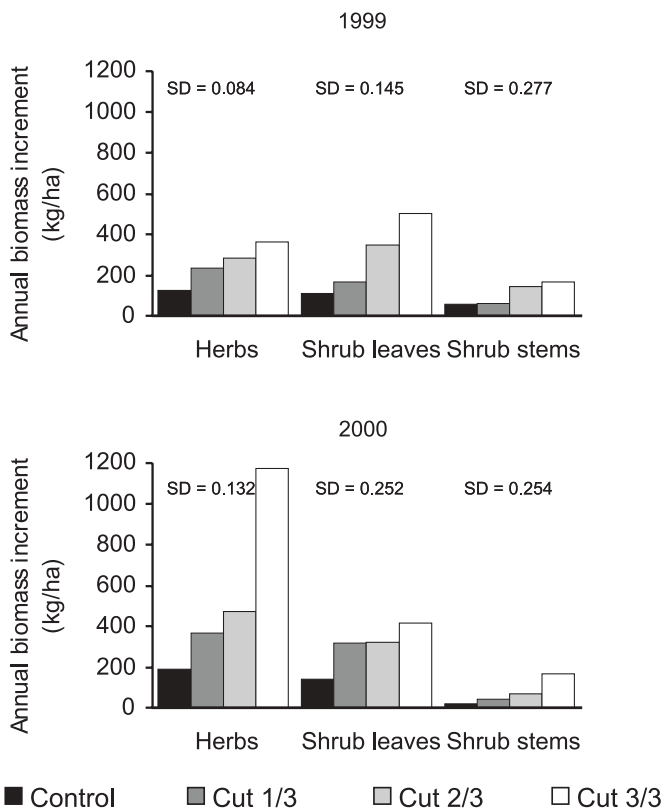 1999
Annual biomass increment
(kg/ha)
1200
1000
800
600
400
200
0
SD = 0.084 SD = 0.145 SD = 0.277
Herbs Shrub leaves Shrub stems
2000
Annual biomass increment
(kg/ha)
1200
1000
800
600
400
200
0
SD = 0.132 SD = 0.252 SD = 0.254
Herbs Shrub leaves Shrub stems
Control Cut 1/3 Cut 2/3 Cut 3/3